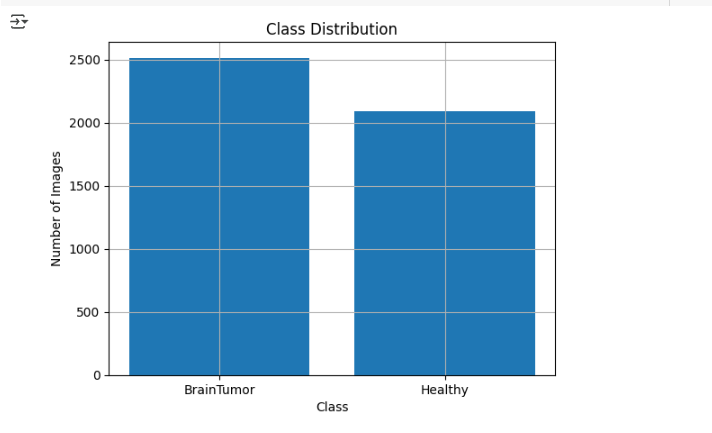 Class Distribution
2500
2000
1500
1000
500
0
Number of Images
BrainTumor Healthy
Class